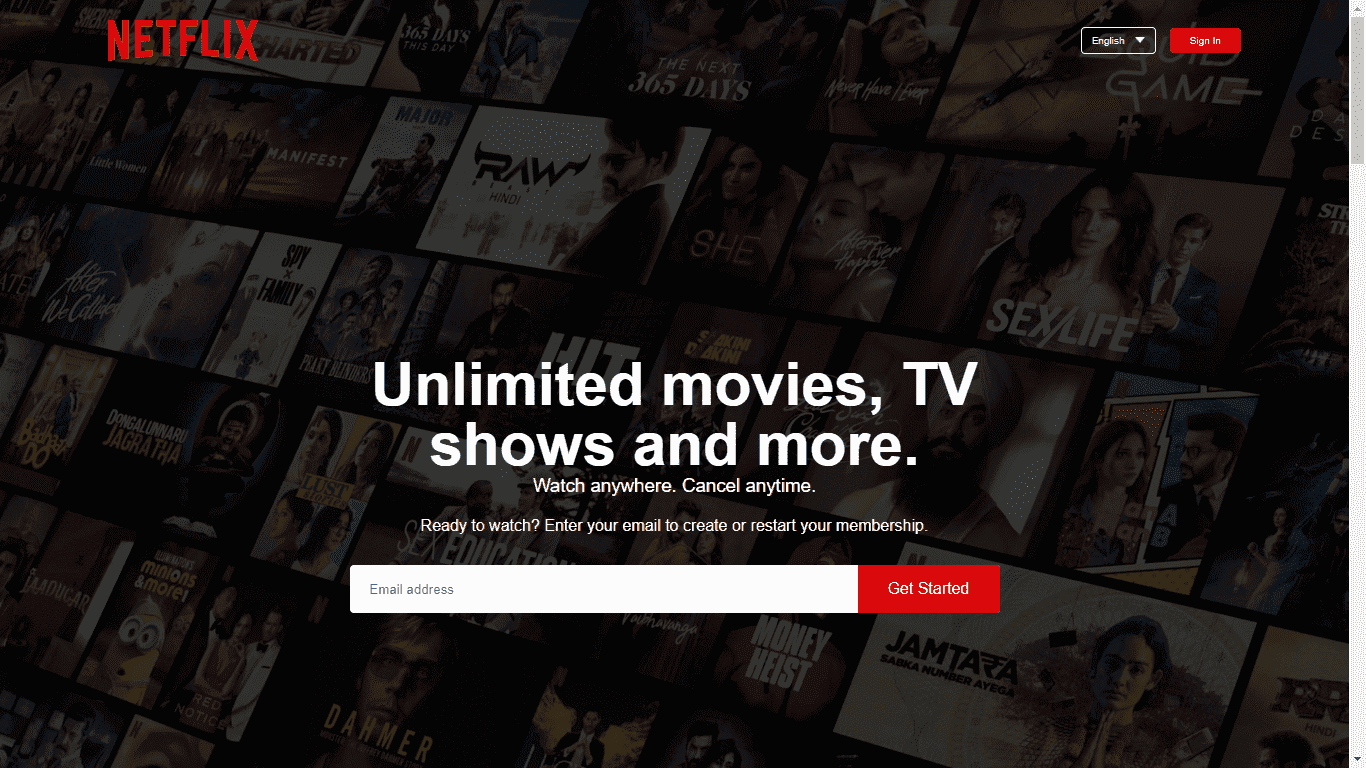 NETFLIX
English
Sign In
365 DAYS
THIS DAY
THE NEXT
365 DAYS
Never Have I Ever
GAME
Little Women
MANIFEST
MAJOR
RAW
BEAST
HINDI
SHE
After
Ever
Happy
SEX/LIFE
After
We Collided
SPY
x
FAMILY
PEAKY BLINDERS
HIT
Unlimited movies, TV
shows and more.
Watch anywhere. Cancel anytime.
Ready to watch? Enter your email to create or restart your membership.
Email address
Get Started
DONGALUNNARU
JAGRATHA
Badhaai
DO
LUST
STORIES
SEX
EDUCATION
minions
& more!
RED
NOTICE
DAHMER
MONEY
HEIST
JAMTARA
SABKA NUMBER AYEGA
HINDI